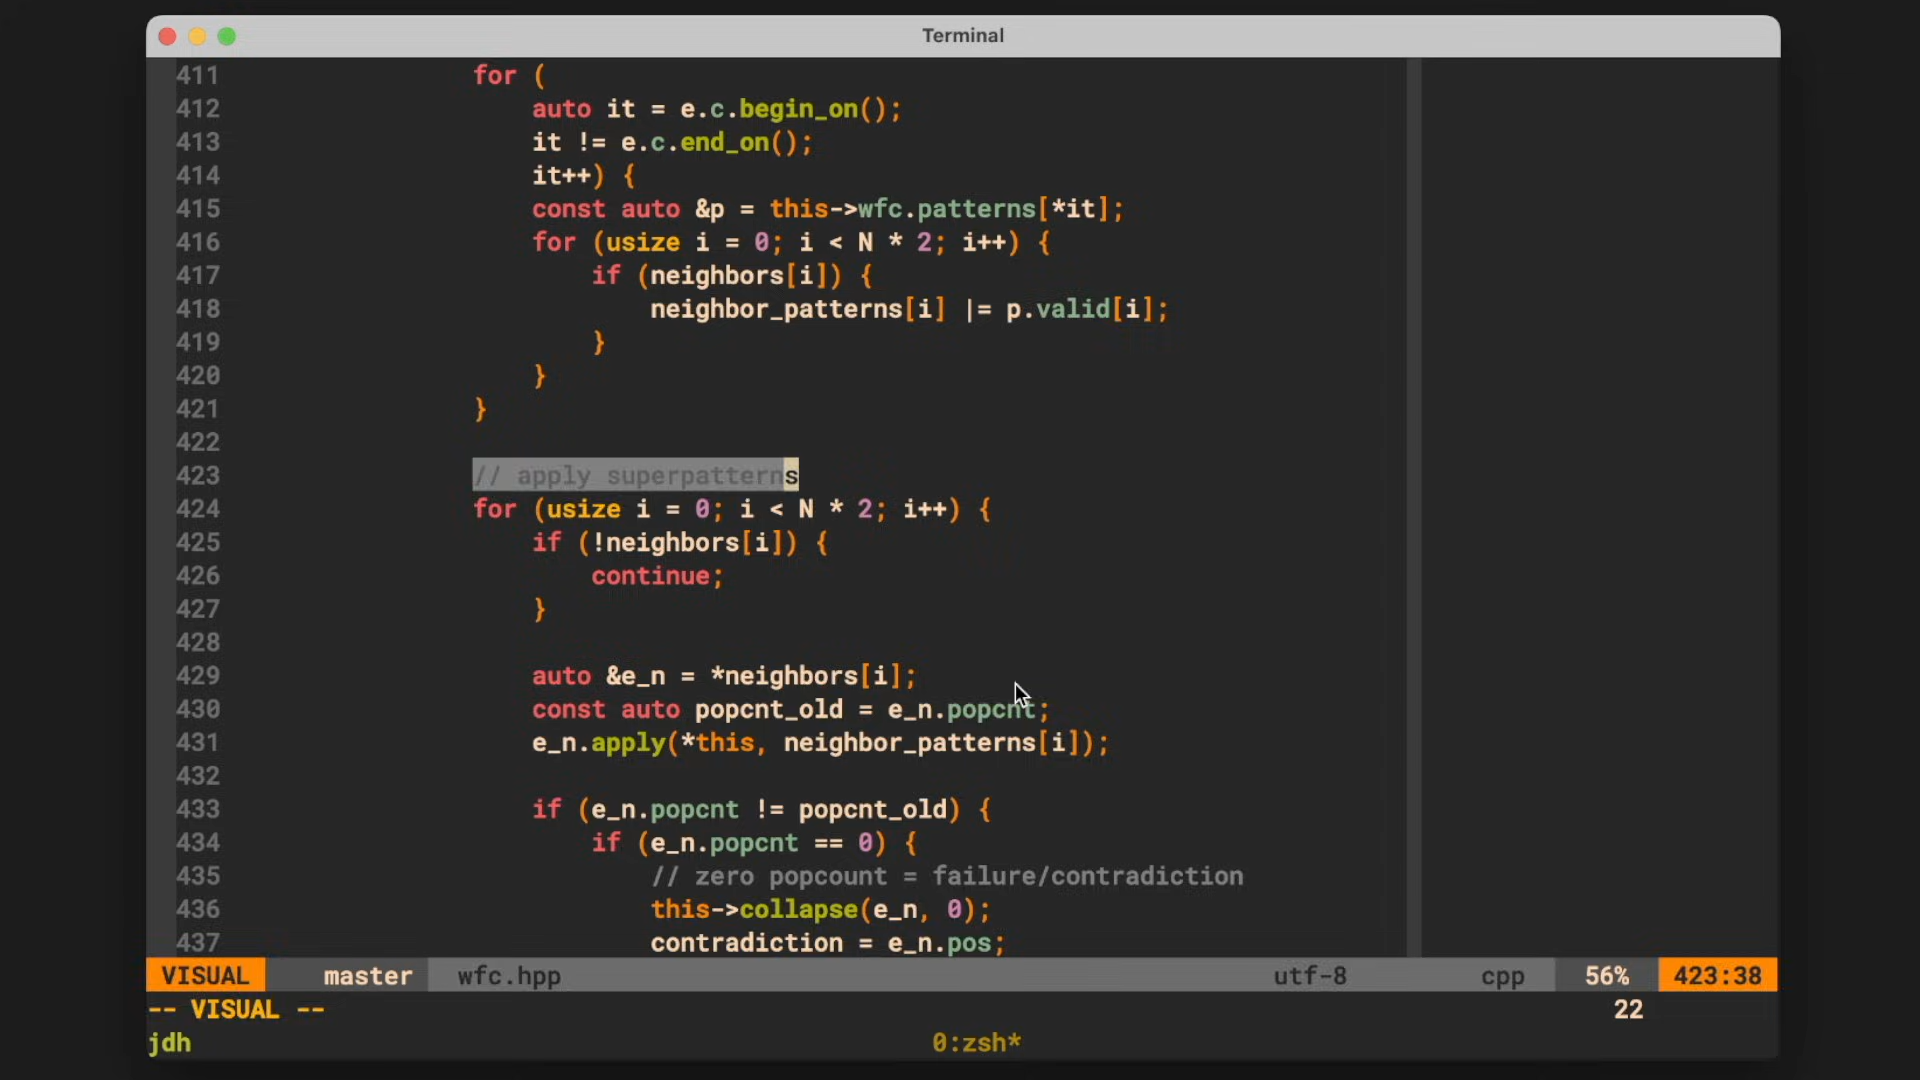 Terminal
411 for (
412 auto it = e.c.begin_on();
413 it != e.c.end_on();
414 it++) {
415 const auto &p = this->wfc.patterns[*it];
416 for (usize i = 0; i < N * 2; i++) {
417 if (neighbors[i]) {
418 neighbor_patterns[i] |= p.valid[i];
419 }
420 }
421 }
422
423 // apply superpatterns
424 for (usize i = 0; i < N * 2; i++) {
425 if (!neighbors[i]) {
426 continue;
427 }
428
429 auto &e_n = *neighbors[i];
430 const auto popcnt_old = e_n.popcnt;
431 e_n.apply(*this, neighbor_patterns[i]);
432
433 if (e_n.popcnt != popcnt_old) {
434 if (e_n.popcnt == 0) {
435 // zero popcount = failure/contradiction
436 this->collapse(e_n, 0);
437 contradiction = e_n.pos;
VISUAL master wfc.hpp utf-8 cpp 56% 423:38
-- VISUAL -- 22
jdh 0:zsh*